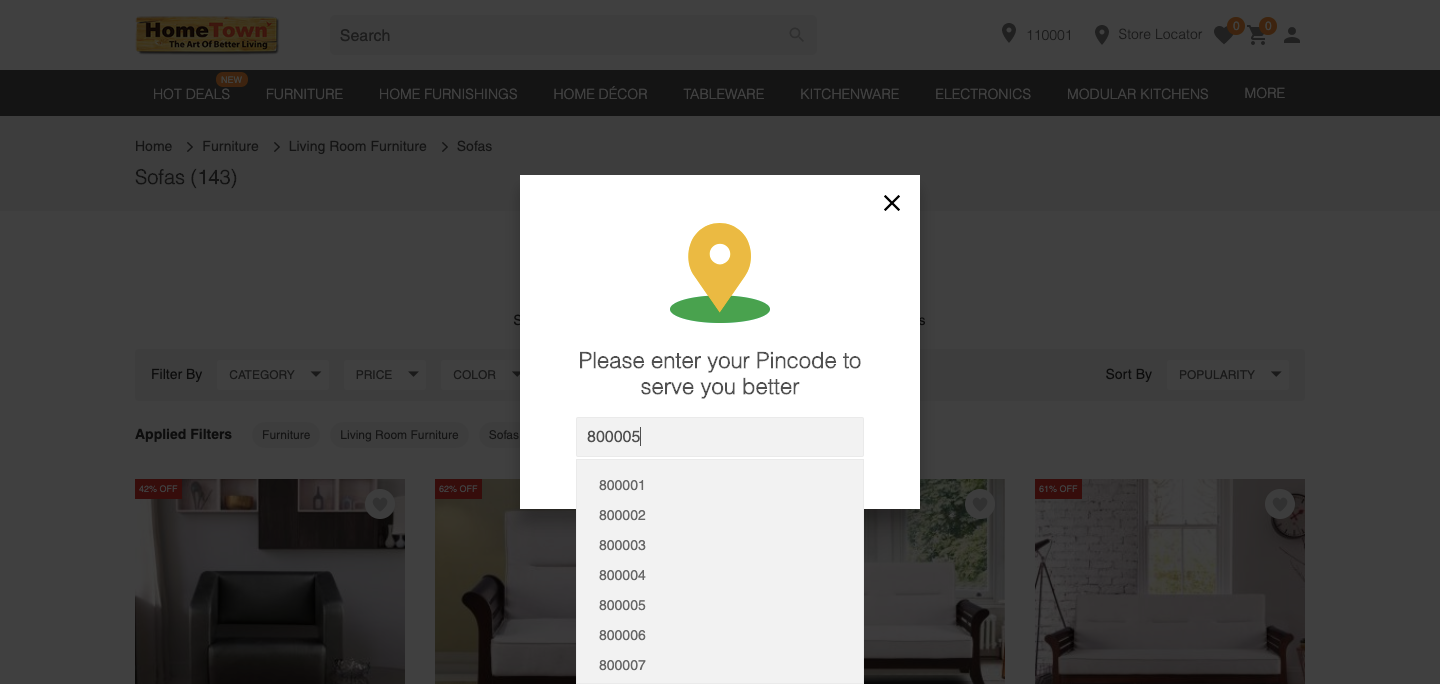 HomeTown
The Art Of Better Living
Search
110001
Store Locator
0
0
NEW
HOT DEALS
FURNITURE
HOME FURNISHINGS
HOME DÉCOR
TABLEWARE
KITCHENWARE
ELECTRONICS
MODULAR KITCHENS
MORE
Home > Furniture > Living Room Furniture > Sofas
Sofas (143)
Please enter your Pincode to
serve you better
800005
800001
800002
800003
800004
800005
800006
800007
Filter By
CATEGORY
PRICE
COLOR
Sort By
POPULARITY
Applied Filters
Furniture
Living Room Furniture
Sofas
42% OFF
62% OFF
61% OFF